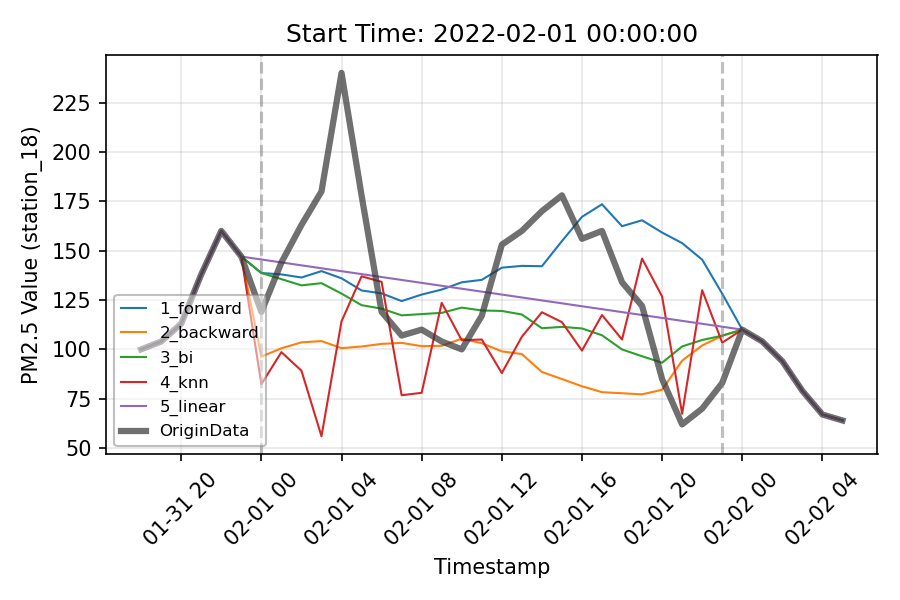 Start Time: 2022-02-01 00:00:00
PM2.5 Value (station_18)
225
200
175
150
125
100
75
50
1_forward
2_backward
3_bi
4_knn
5_linear
OriginData
01-31 20
02-01 00
02-01 04
02-01 08
02-01 12
02-01 16
02-01 20
02-02 00
02-02 04
Timestamp